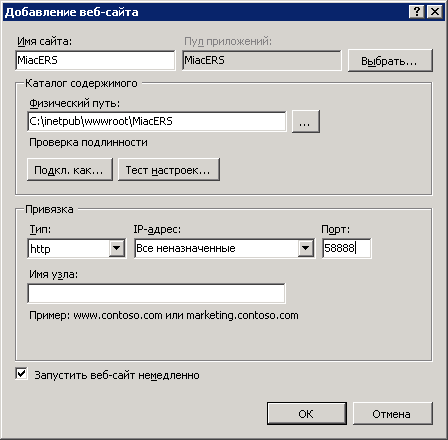 Добавление веб-сайта
Имя сайта: Пул приложений:
MiacERS MiacERS Выбрать...
Каталог содержимого
Физический путь:
C:\inetpub\wwwroot\MiacERS ...
Проверка подлинности
Подкл. как... Тест настроек...
Привязка
Тип: IP-адрес: Порт:
http Все неназначенные 58888
Имя узла:
Пример: www.contoso.com или marketing.contoso.com
Запустить веб-сайт немедленно
ОК Отмена